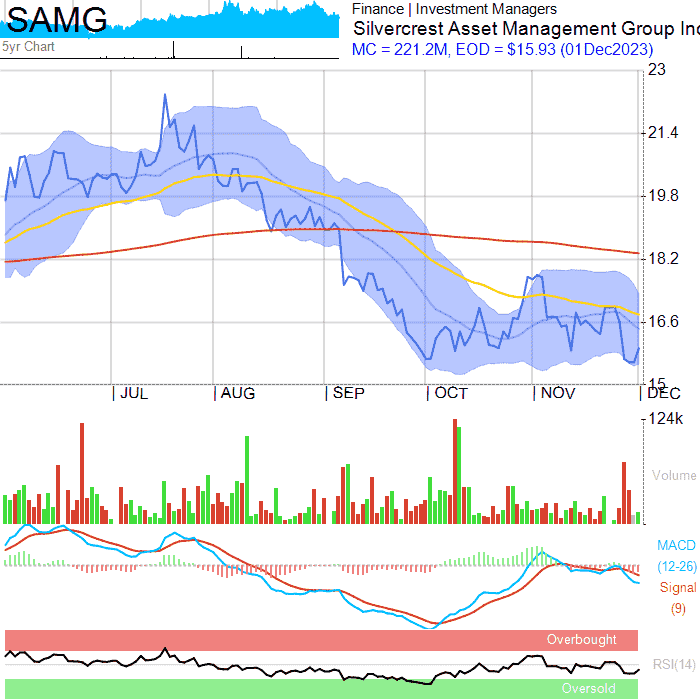 SAMG
5yr Chart
Finance | Investment Managers
Silvercrest Asset Management Group Inc
MC = 221.2M, EOD = $15.93 (01Dec2023)
23
21.4
19.8
18.2
16.6
15
JUL AUG SEP OCT NOV DEC
124k
Volume
MACD
(12-26)
Signal
(9)
Overbought
RSI(14)
Oversold